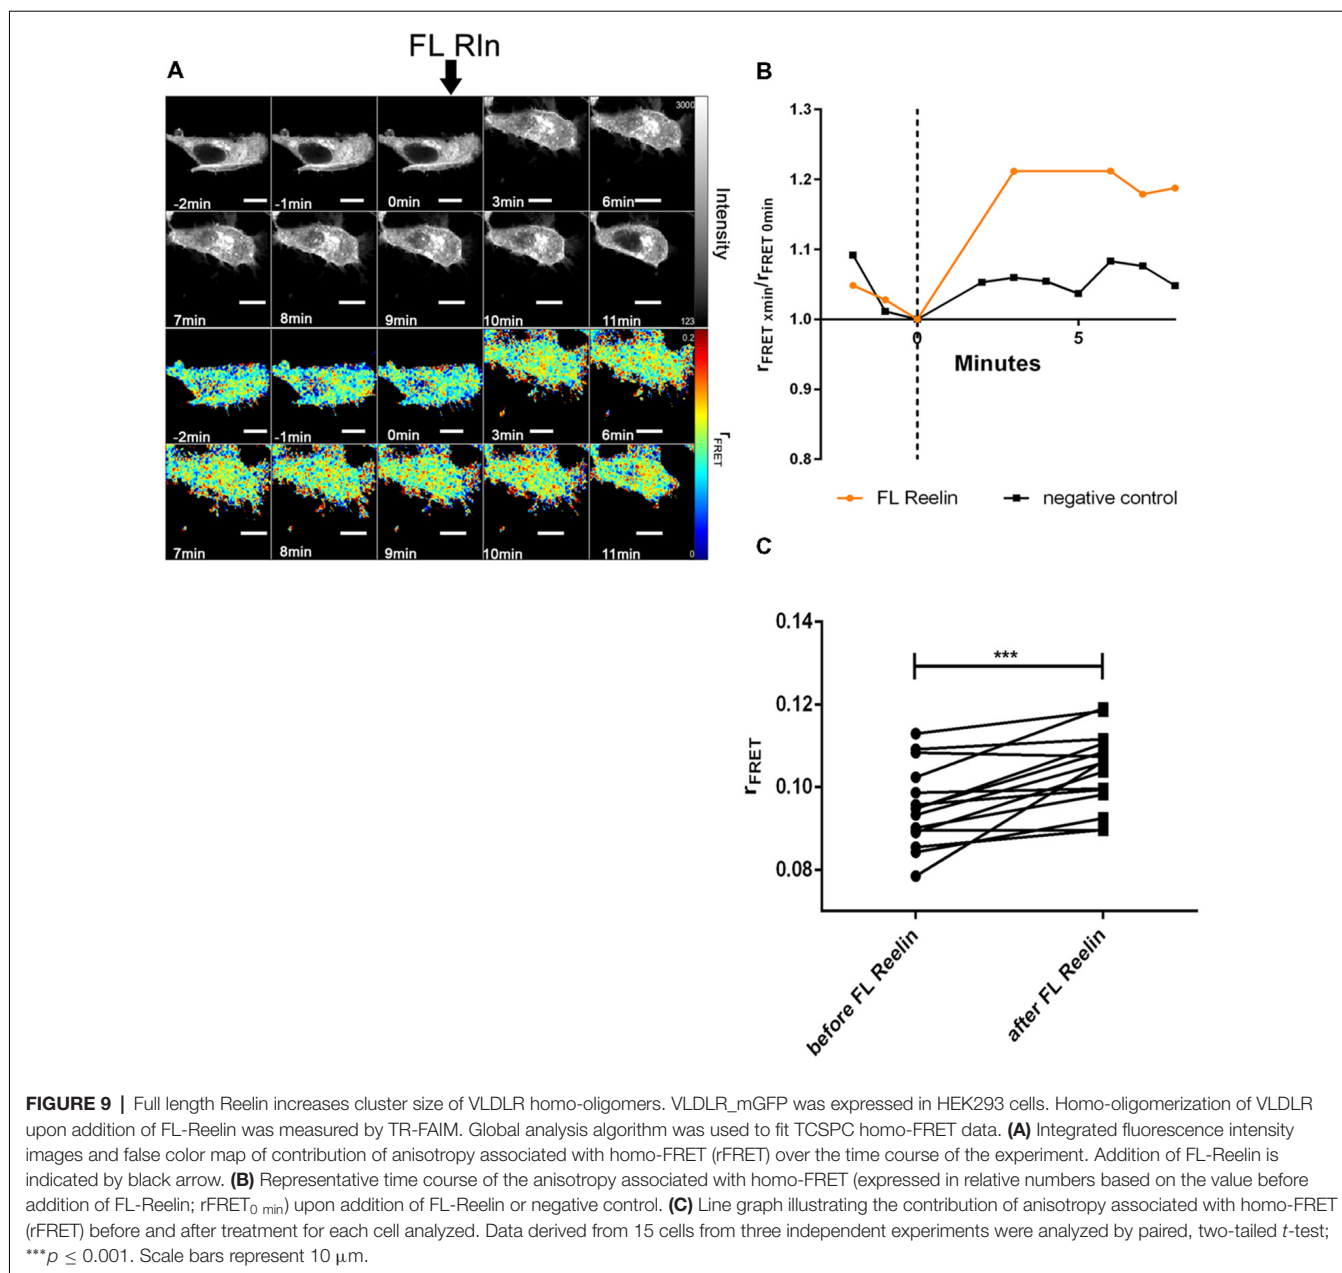 FL Rln
A
3000
-2min
-1min
0min
3min
6min
Intensity
7min
8min
9min
10min
11min
123
0.2
-2min
-1min
0min
3min
6min
rFRET
7min
8min
9min
10min
11min
0
B
1.3
1.2
1.1
1.0
0.9
0.8
rFRET xmin/rFRET 0min
0
5
Minutes
FL Reelin
negative control
C
0.14
0.12
0.10
0.08
rFRET
***
before FL Reelin
after FL Reelin
FIGURE 9 | Full length Reelin increases cluster size of VLDLR homo-oligomers. VLDLR_mGFP was expressed in HEK293 cells. Homo-oligomerization of VLDLR
upon addition of FL-Reelin was measured by TR-FAIM. Global analysis algorithm was used to fit TCSPC homo-FRET data. (A) Integrated fluorescence intensity
images and false color map of contribution of anisotropy associated with homo-FRET (rFRET) over the time course of the experiment. Addition of FL-Reelin is
indicated by black arrow. (B) Representative time course of the anisotropy associated with homo-FRET (expressed in relative numbers based on the value before
addition of FL-Reelin; rFRET0 min) upon addition of FL-Reelin or negative control. (C) Line graph illustrating the contribution of anisotropy associated with homo-FRET
(rFRET) before and after treatment for each cell analyzed. Data derived from 15 cells from three independent experiments were analyzed by paired, two-tailed t-test;
***p ≤ 0.001. Scale bars represent 10 μm.